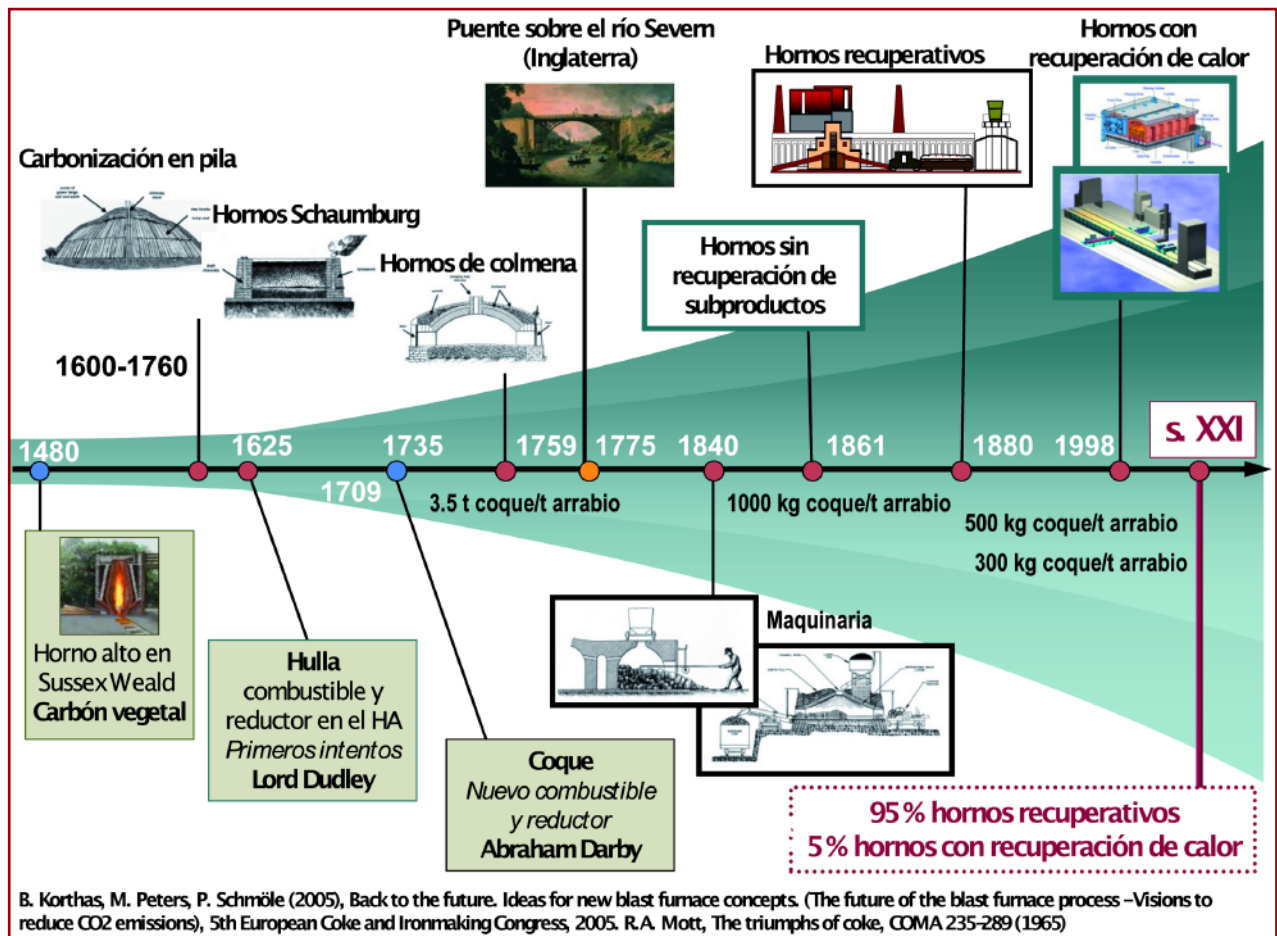 Puente sobre el río Severn
(Inglaterra)
Hornos recuperativos
Hornos con
recuperación de calor
Carbonización en pila
Hornos Schaumburg
Hornos de colmena
Hornos sin
recuperación de
subproductos
1600-1760
1480
1625
1709
1735
1759
1775
1840
1861
1880
1998
s. XXI
3.5 t coque/t arrabio
1000 kg coque/t arrabio
500 kg coque/t arrabio
300 kg coque/t arrabio
Horno alto en
Sussex Weald
Carbón vegetal
Hulla
combustible y
reductor en el HA
Primeros intentos
Lord Dudley
Coque
Nuevo combustible
y reductor
Abraham Darby
Maquinaria
95% hornos recuperativos
5% hornos con recuperación de calor
B. Korthas, M. Peters, P. Schmöle (2005), Back to the future. Ideas for new blast furnace concepts. (The future of the blast furnace process –Visions to
reduce CO2 emissions), 5th European Coke and Ironmaking Congress, 2005. R.A. Mott, The triumphs of coke, COMA 235-289 (1965)